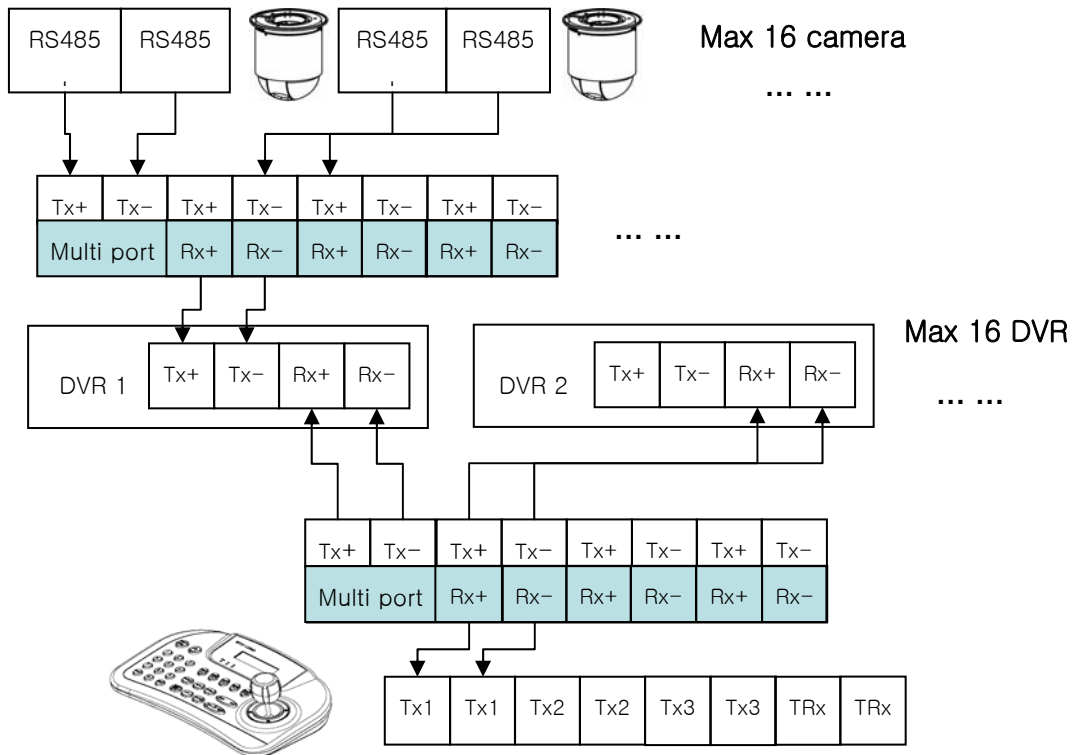 RS485 RS485 RS485 RS485 Max 16 camera
... ...
Tx+ Tx- Tx+ Tx- Tx+ Tx- Tx+ Tx-
Multi port Rx+ Rx- Rx+ Rx- Rx+ Rx-
... ...
Max 16 DVR
DVR 1 Tx+ Tx- Rx+ Rx- DVR 2 Tx+ Tx- Rx+ Rx-
... ...
Tx+ Tx- Tx+ Tx- Tx+ Tx- Tx+ Tx-
Multi port Rx+ Rx- Rx+ Rx- Rx+ Rx-
Tx1 Tx1 Tx2 Tx2 Tx3 Tx3 TRx TRx